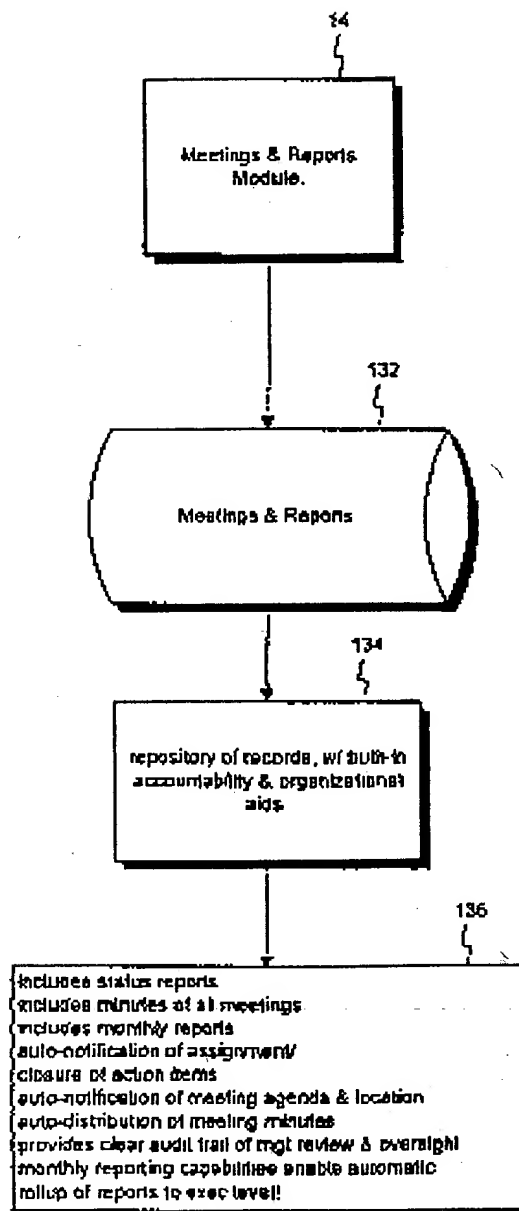 14
Meetings & Reports
Module.
132
Meetings & Reports
134
repository of records, w/ built-in
accountability & organizational
aids
136
includes status reports
includes minutes of all meetings
includes monthly reports
auto-notification of assignment/
closure of action items
auto-notification of meeting agenda & location
auto-distribution of meeting minutes
provides clear audit trail of mgt review & oversight
monthly reporting capabilities enable automatic
rollup of reports to exec level!